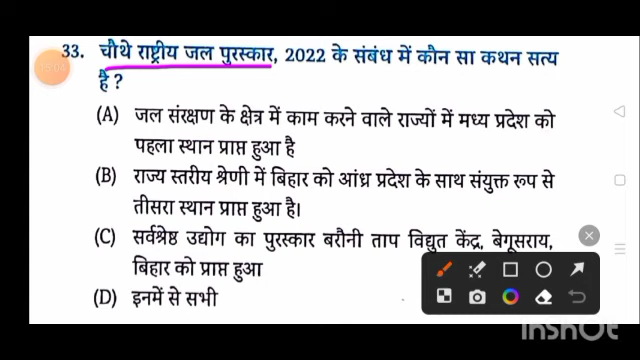 33. चौथे राष्ट्रीय जल पुरस्कार, 2022 के संबंध में कौन सा कथन सत्य
है ?
(A) जल संरक्षण के क्षेत्र में काम करने वाले राज्यों में मध्य प्रदेश को
पहला स्थान प्राप्त हुआ है
(B) राज्य स्तरीय श्रेणी में बिहार को आंध्र प्रदेश के साथ संयुक्त रूप से
तीसरा स्थान प्राप्त हुआ है।
(C) सर्वश्रेष्ठ उद्योग का पुरस्कार बरौनी ताप विद्युत केंद्र, बेगूसराय,
बिहार को प्राप्त हुआ
(D) इनमें से सभी
inshot